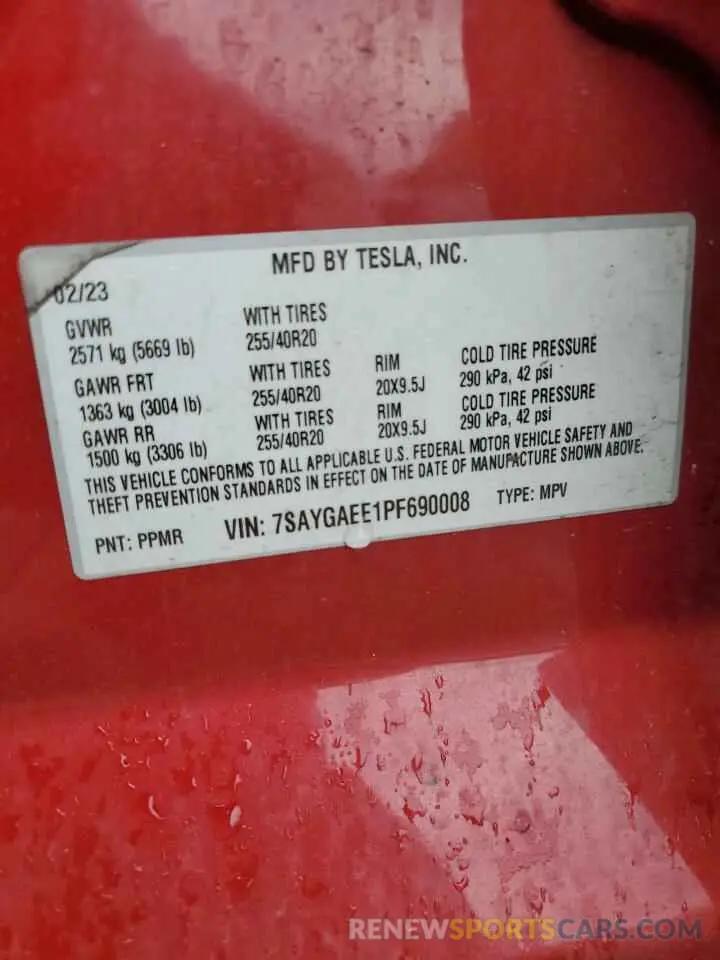 MFD BY TESLA, INC.
02/23
GVWR WITH TIRES
2571 kg (5669 lb) 255/40R20
GAWR FRT WITH TIRES RIM COLD TIRE PRESSURE
1363 kg (3004 lb) 255/40R20 20X9.5J 290 kPa, 42 psi
GAWR RR WITH TIRES RIM COLD TIRE PRESSURE
1500 kg (3306 lb) 255/40R20 20X9.5J 290 kPa, 42 psi
THIS VEHICLE CONFORMS TO ALL APPLICABLE U.S. FEDERAL MOTOR VEHICLE SAFETY AND
THEFT PREVENTION STANDARDS IN EFFECT ON THE DATE OF MANUFACTURE SHOWN ABOVE.
PNT: PPMR VIN: 7SAYGAEE1PF690008 TYPE: MPV
RENEWSPORTSCARS.COM